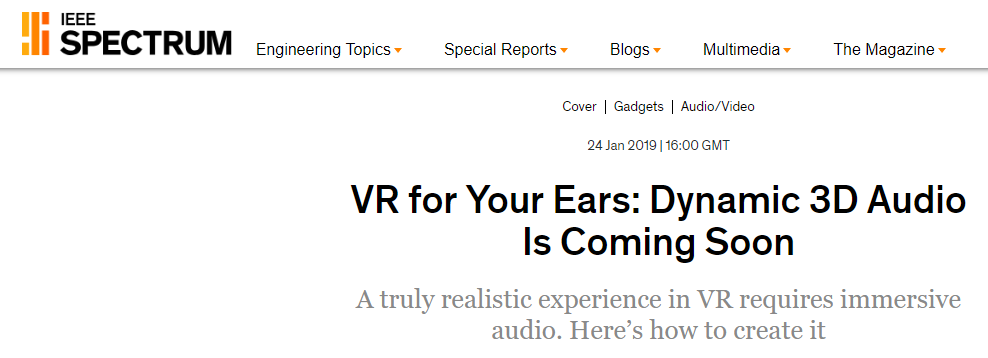 IEEE
SPECTRUM
Engineering Topics Special Reports Blogs Multimedia The Magazine
Cover | Gadgets | Audio/Video
24 Jan 2019 | 16:00 GMT
VR for Your Ears: Dynamic 3D Audio
Is Coming Soon
A truly realistic experience in VR requires immersive
audio. Here’s how to create it